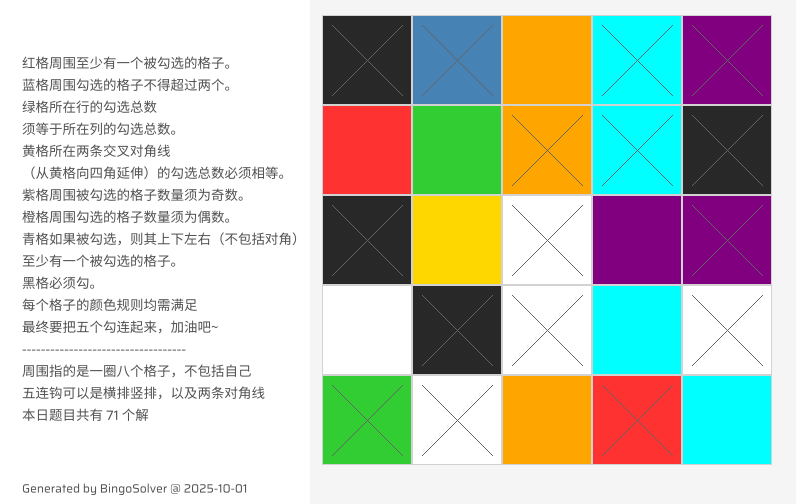 红格周围至少有一个被勾选的格子。
蓝格周围勾选的格子不得超过两个。
绿格所在行的勾选总数
须等于所在列的勾选总数。
黄格所在两条交叉对角线
（从黄格向四角延伸）的勾选总数必须相等。
紫格周围被勾选的格子数量须为奇数。
橙格周围勾选的格子数量须为偶数。
青格如果被勾选，则其上下左右（不包括对角）
至少有一个被勾选的格子。
黑格必须勾。
每个格子的颜色规则均需满足
最终要把五个勾连起来，加油吧~
-----------------------------------
周围指的是一圈八个格子，不包括自己
五连钩可以是横排竖排，以及两条对角线
本日题目共有 71 个解
Generated by BingoSolver @ 2025-10-01